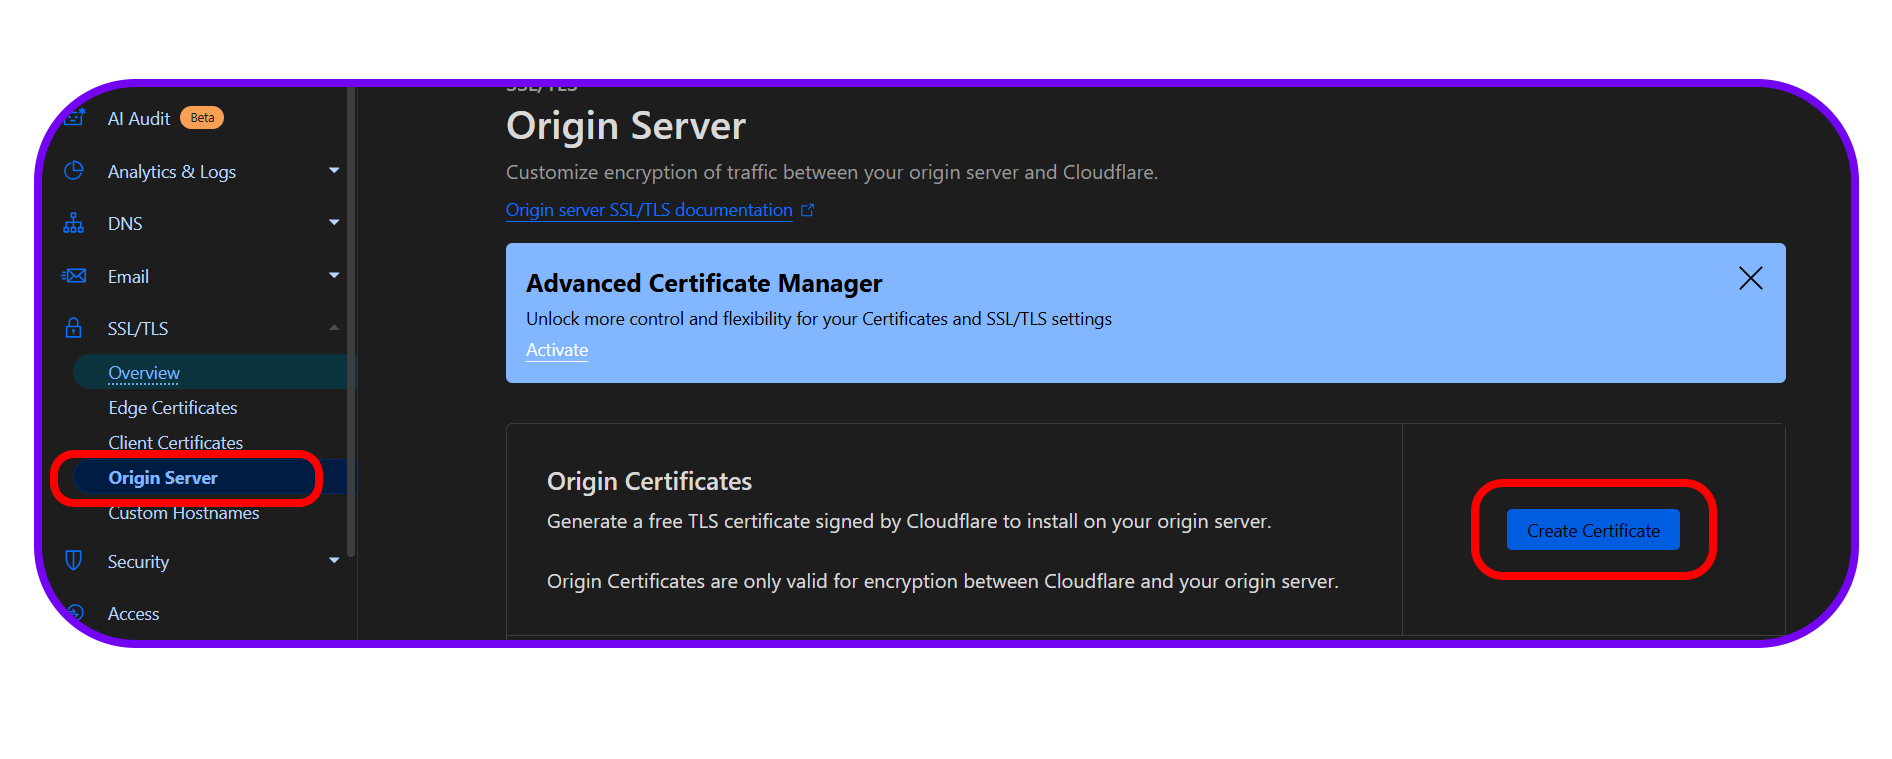 AI Audit Beta
Analytics & Logs
DNS
Email
SSL/TLS
Overview
Edge Certificates
Client Certificates
Origin Server
Custom Hostnames
Security
Access
SSL/TLS
Origin Server
Customize encryption of traffic between your origin server and Cloudflare.
Origin server SSL/TLS documentation
Advanced Certificate Manager
Unlock more control and flexibility for your Certificates and SSL/TLS settings
Activate
Origin Certificates
Generate a free TLS certificate signed by Cloudflare to install on your origin server.
Origin Certificates are only valid for encryption between Cloudflare and your origin server.
Create Certificate